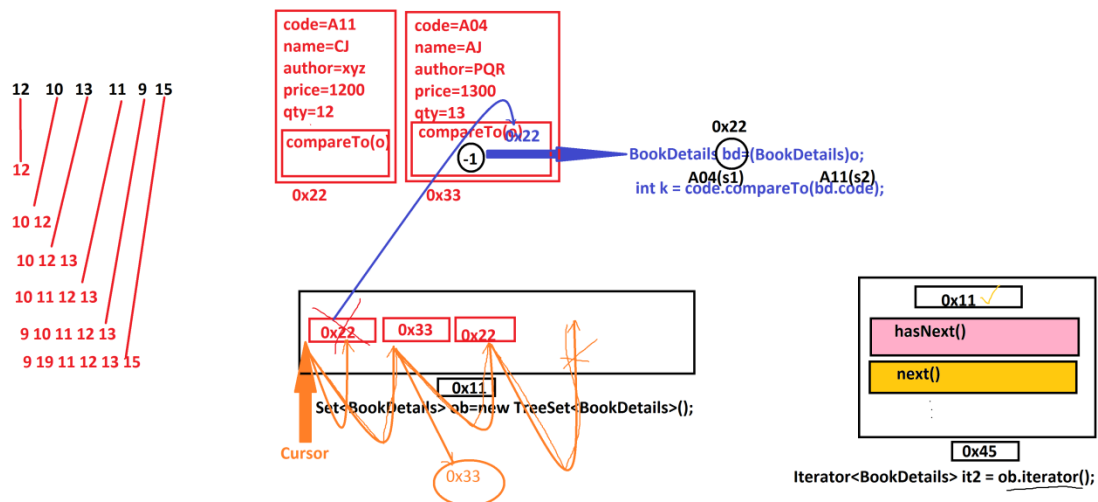 12 10 13 11 9 15
12
10 12
10 12 13
10 11 12 13
9 10 11 12 13
9 19 11 12 13 15
code=A11
name=CJ
author=xyz
price=1200
qty=12
compareTo(o)
0x22
code=A04
name=AJ
author=PQR
price=1300
qty=13
compareTo(o)
0x22
-1
0x33
0x22
BookDetails bd=(BookDetails)o;
A04(s1) A11(s2)
int k = code.compareTo(bd.code);
0x22 0x33 0x22
0x11
Set<BookDetails> ob=new TreeSet<BookDetails>();
Cursor
0x33
0x11
hasNext()
next()
0x45
Iterator<BookDetails> it2 = ob.iterator();